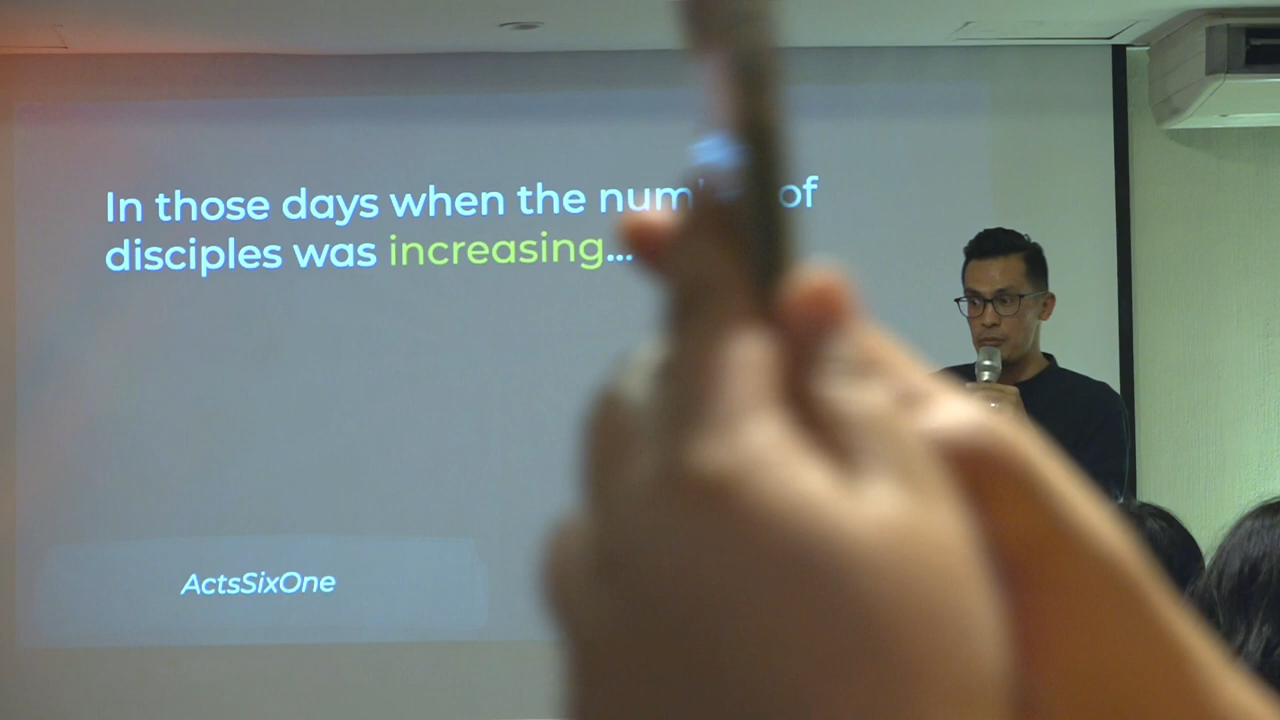 In those days when the of
disciples was increasing...
ActsSixOne